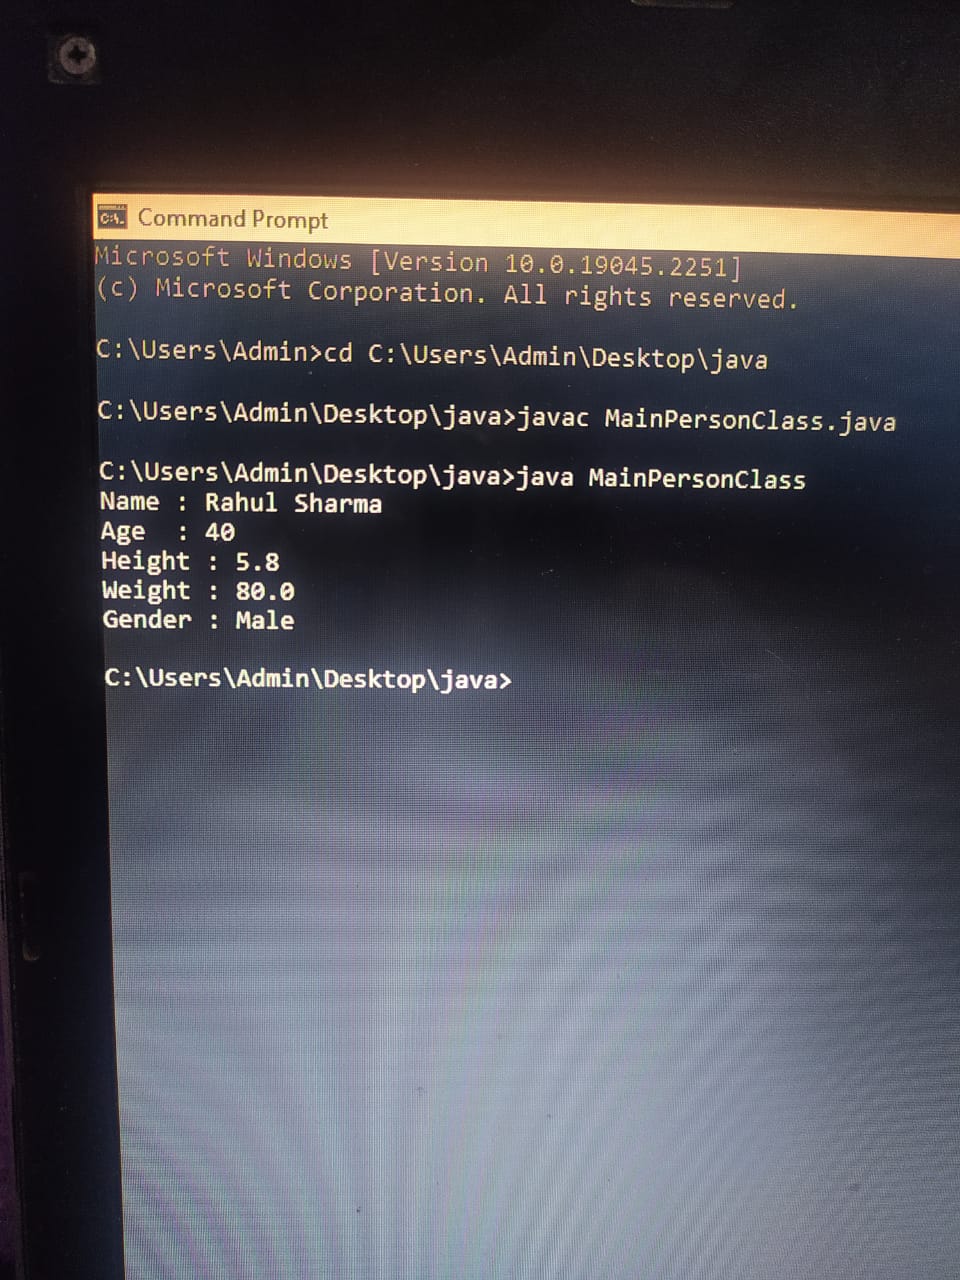 Command Prompt
Microsoft Windows [Version 10.0.19045.2251]
(c) Microsoft Corporation. All rights reserved.
C:\Users\Admin>cd C:\Users\Admin\Desktop\java
C:\Users\Admin\Desktop\java>javac MainPersonClass.java
C:\Users\Admin\Desktop\java>java MainPersonClass
Name : Rahul Sharma
Age  : 40
Height : 5.8
Weight : 80.0
Gender : Male
C:\Users\Admin\Desktop\java>